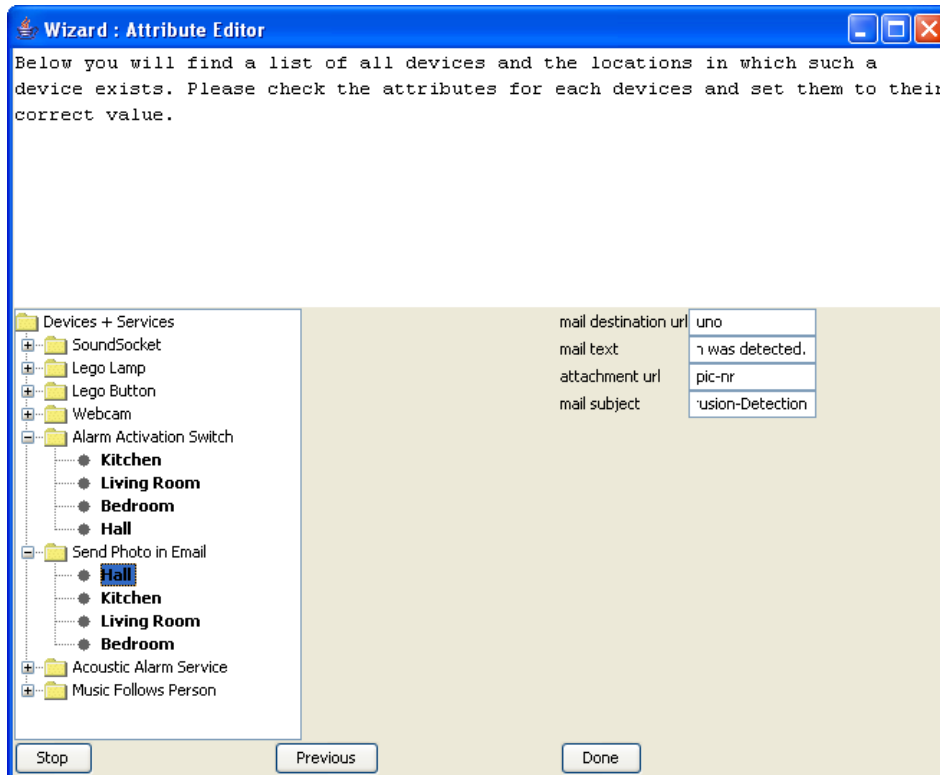 Wizard : Attribute Editor
Below you will find a list of all devices and the locations in which such a
device exists. Please check the attributes for each devices and set them to their
correct value.
Devices + Services
SoundSocket
Lego Lamp
Lego Button
Webcam
Alarm Activation Switch
Kitchen
Living Room
Bedroom
Hall
Send Photo in Email
Hall
Kitchen
Living Room
Bedroom
Acoustic Alarm Service
Music Follows Person
mail destination url uno
mail text was detected.
attachment url pic-nr
mail subject usion-Detection
Stop Previous Done